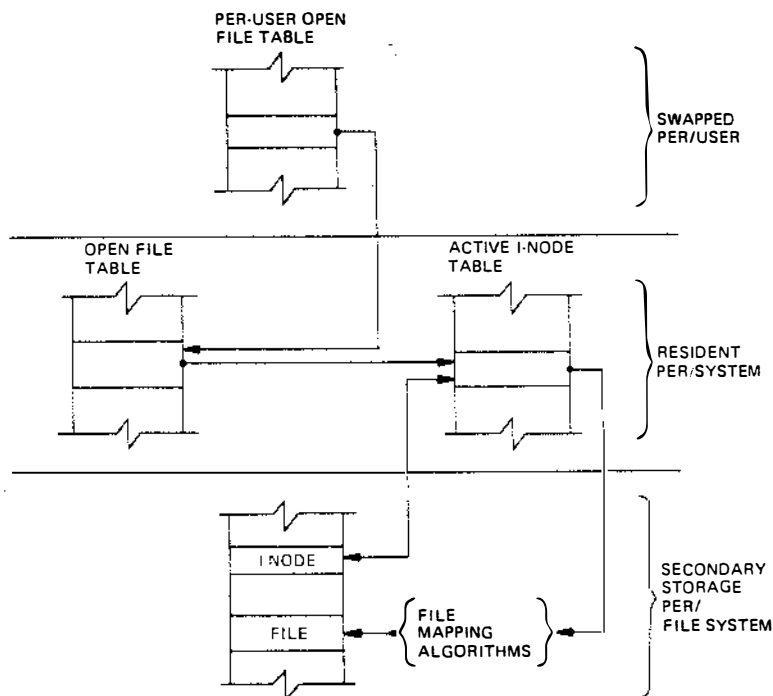 PER-USER OPEN
FILE TABLE
SWAPPED
PER/USER
OPEN FILE
TABLE
ACTIVE I-NODE
TABLE
RESIDENT
PER/SYSTEM
I NODE
FILE
FILE
MAPPING
ALGORITHMS
SECONDARY
STORAGE
PER/
FILE SYSTEM